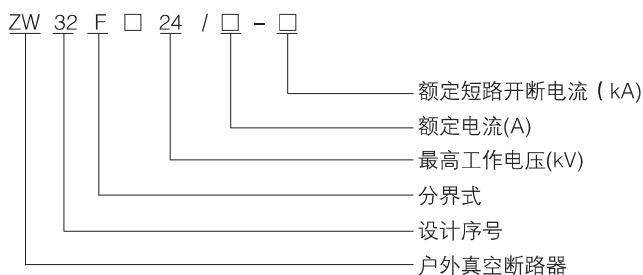 ZW 32 F □ 24 / □ - □
额定短路开断电流 ( kA)
额定电流(A)
最高工作电压(kV)
分界式
设计序号
户外真空断路器